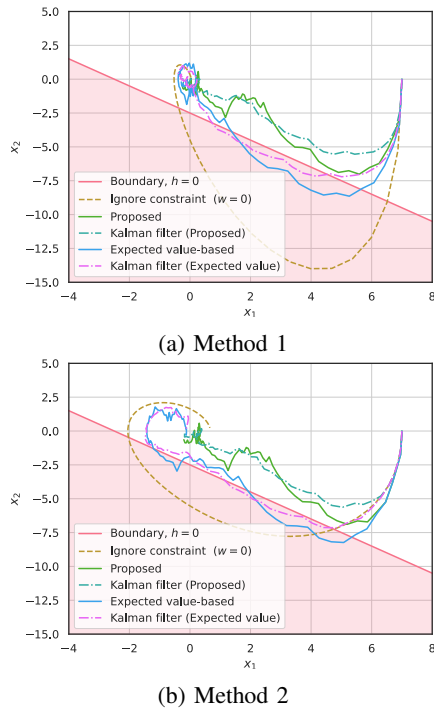 5.0
2.5
0.0
−2.5
−5.0
−7.5
−10.0
−12.5
−15.0
x2
Boundary, h = 0
Ignore constraint (w = 0)
Proposed
Kalman filter (Proposed)
Expected value-based
Kalman filter (Expected value)
−4 −2 0 2 4 6 8
x1
(a) Method 1
5.0
2.5
0.0
−2.5
−5.0
−7.5
−10.0
−12.5
−15.0
x2
Boundary, h = 0
Ignore constraint (w = 0)
Proposed
Kalman filter (Proposed)
Expected value-based
Kalman filter (Expected value)
−4 −2 0 2 4 6 8
x1
(b) Method 2